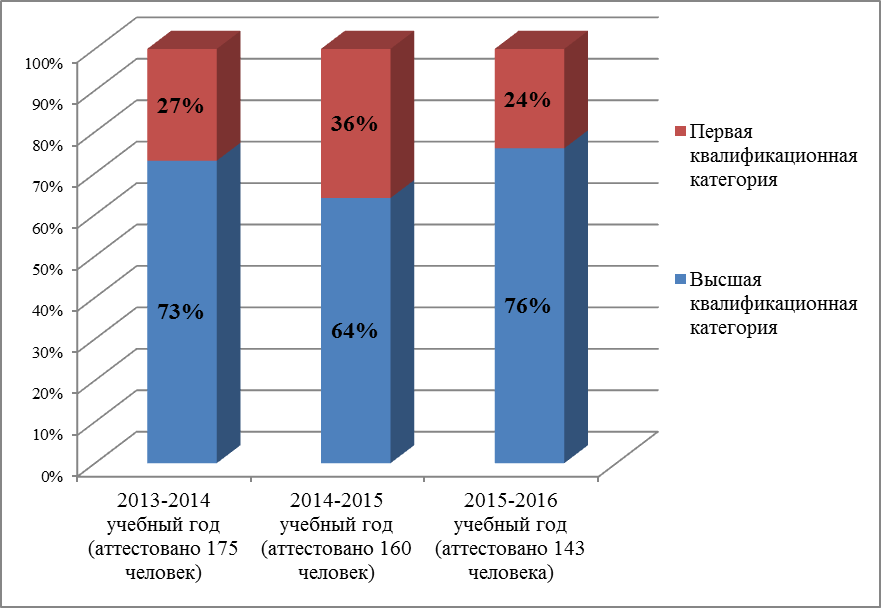 100%
90%
80%
70%
60%
50%
40%
30%
20%
10%
0%
27%
36%
24%
73%
64%
76%
2013-2014
учебный год
(аттестовано 175
человек)
2014-2015
учебный год
(аттестовано 160
человек)
2015-2016
учебный год
(аттестовано 143
человека)
Первая
квалификационная
категория
Высшая
квалификационная
категория